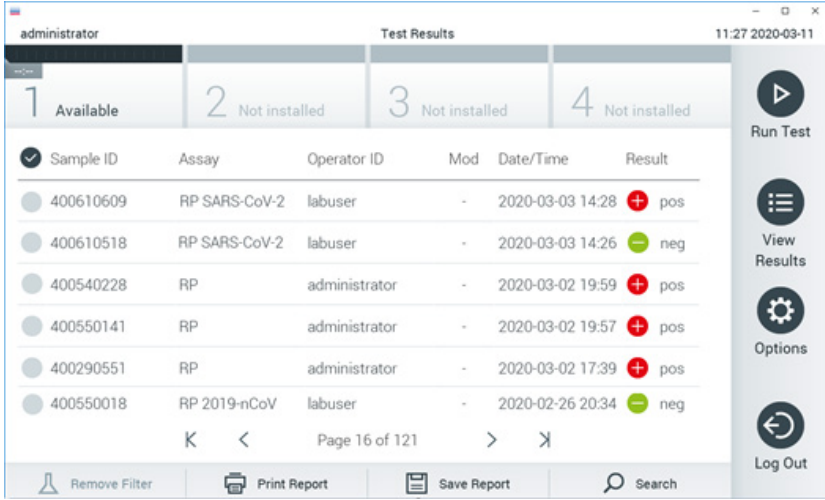 administrator Test Results 11:27 2020-03-11
--:--
1 Available 2 Not installed 3 Not installed 4 Not installed
Run Test
Sample ID Assay Operator ID Mod Date/Time Result
400610609 RP SARS-CoV-2 labuser - 2020-03-03 14:28 pos
400610518 RP SARS-CoV-2 labuser - 2020-03-03 14:26 neg
View
Results
400540228 RP administrator - 2020-03-02 19:59 pos
400550141 RP administrator - 2020-03-02 19:57 pos
Options
400290551 RP administrator - 2020-03-02 17:39 pos
400550018 RP 2019-nCoV labuser - 2020-02-26 20:34 neg
Page 16 of 121
Log Out
Remove Filter Print Report Save Report Search